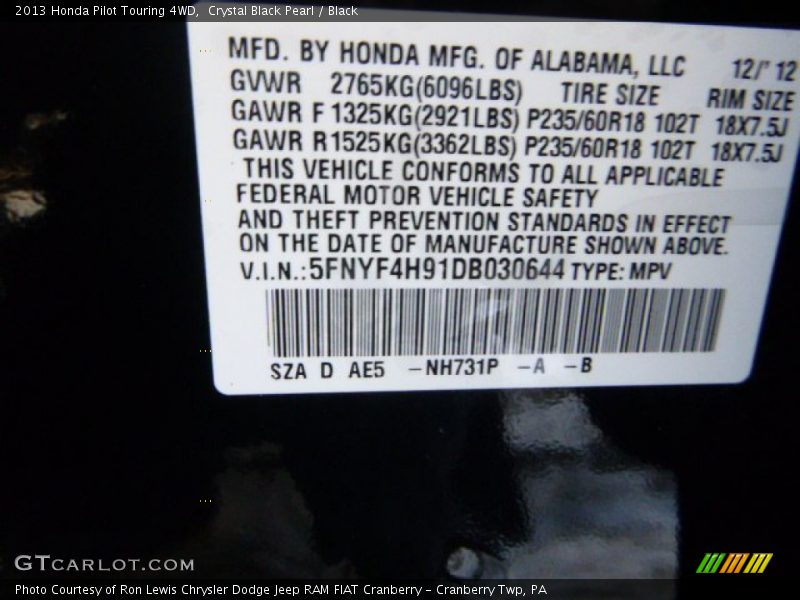 2013 Honda Pilot Touring 4WD,  Crystal Black Pearl / Black
MFD. BY HONDA MFG. OF ALABAMA, LLC 12/' 12
GVWR 2765KG(6096LBS) TIRE SIZE RIM SIZE
GAWR F 1325KG(2921LBS) P235/60R18 102T 18X7.5J
GAWR R 1525KG(3362LBS) P235/60R18 102T 18X7.5J
THIS VEHICLE CONFORMS TO ALL APPLICABLE
FEDERAL MOTOR VEHICLE SAFETY
AND THEFT PREVENTION STANDARDS IN EFFECT
ON THE DATE OF MANUFACTURE SHOWN ABOVE.
V.I.N.: 5FNYF4H91DB030644 TYPE: MPV
SZA D AE5 –NH731P –A –B
GTCARLOT.COM
Photo Courtesy of Ron Lewis Chrysler Dodge Jeep RAM FIAT Cranberry – Cranberry Twp, PA